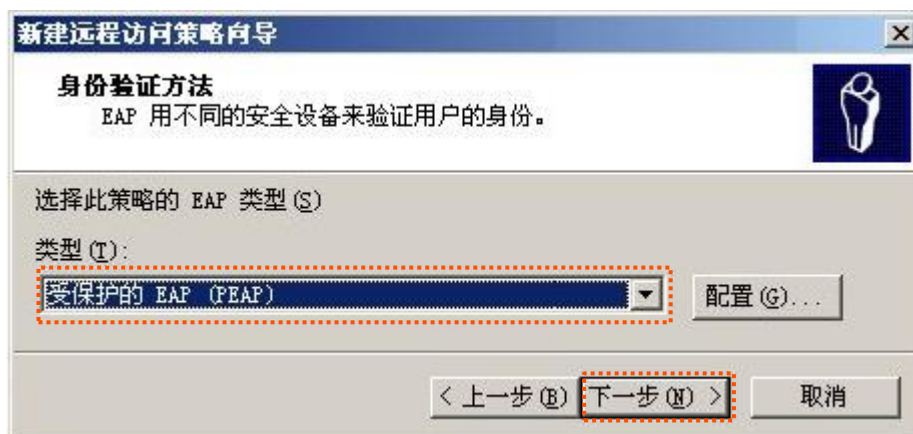 新建远程访问策略向导
身份验证方法
EAP 用不同的安全设备来验证用户的身份。
选择此策略的 EAP 类型(S)
类型(T):
受保护的 EAP (PEAP)
配置(G)...
< 上一步(B) 下一步(N) > 取消